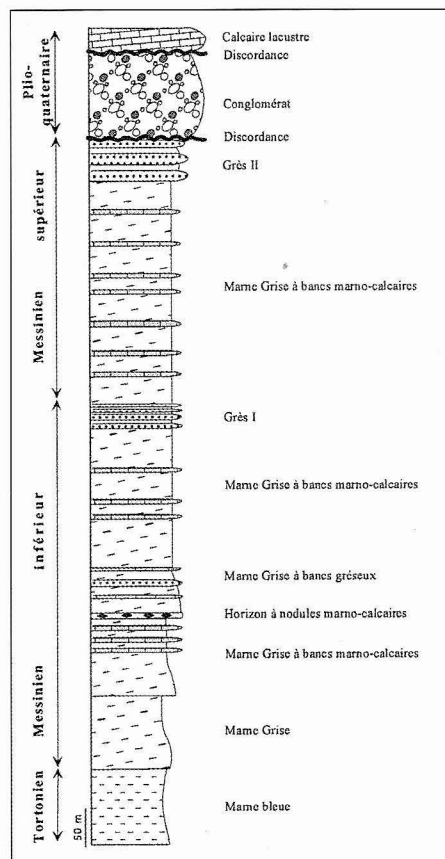 Calcaire lacustre
Discordance
Conglomérat
Discordance
Grès II
Marne Grise à bancs marno-calcaires
Grès I
Marne Grise à bancs marno-calcaires
Marne Grise à bancs gréseux
Horizon à nodules marno-calcaires
Marne Grise à bancs marno-calcaires
Marne Grise
Marne bleue
Plio-
quaternaire
Messinien supérieur
Messinien inférieur
Tortonien
50 m